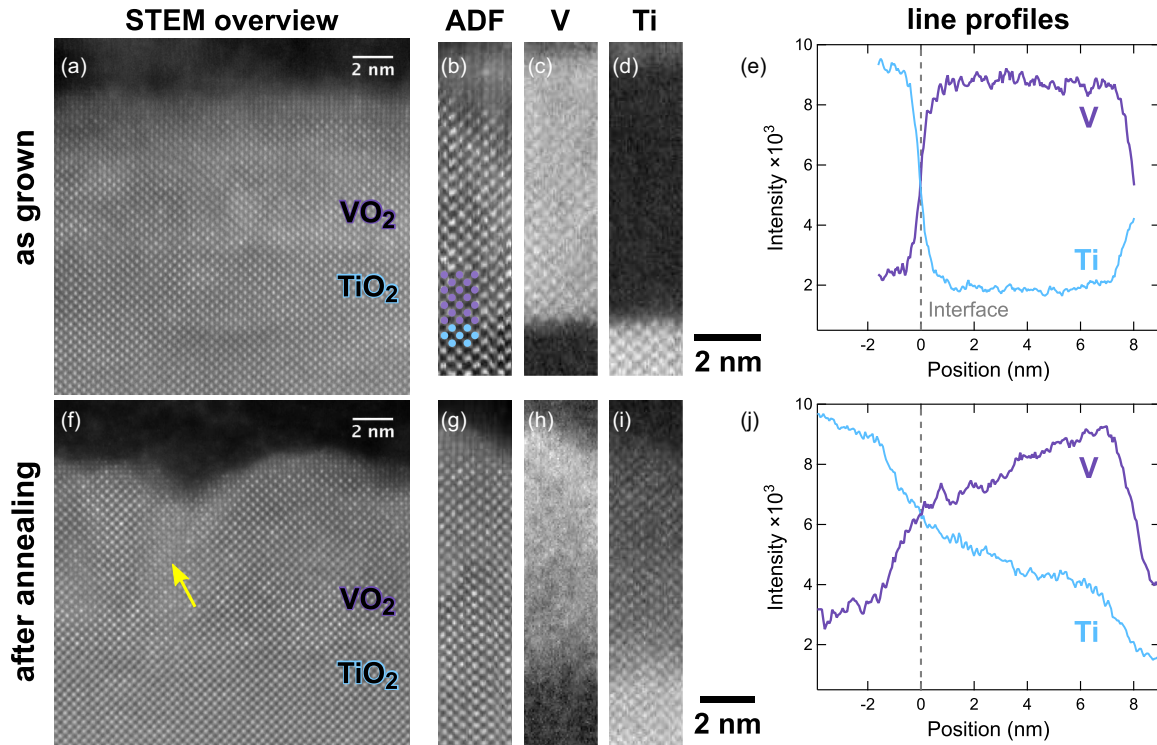 STEM overview
ADF
V
Ti
line profiles
as grown
(a)
2 nm
VO₂
TiO₂
(b)
(c)
(d)
2 nm
(e)
10
8
6
4
2
Intensity ×10³
V
Ti
Interface
-2
0
2
4
6
8
Position (nm)
after annealing
(f)
2 nm
VO₂
TiO₂
(g)
(h)
(i)
2 nm
(j)
10
8
6
4
2
Intensity ×10³
V
Ti
-2
0
2
4
6
8
Position (nm)